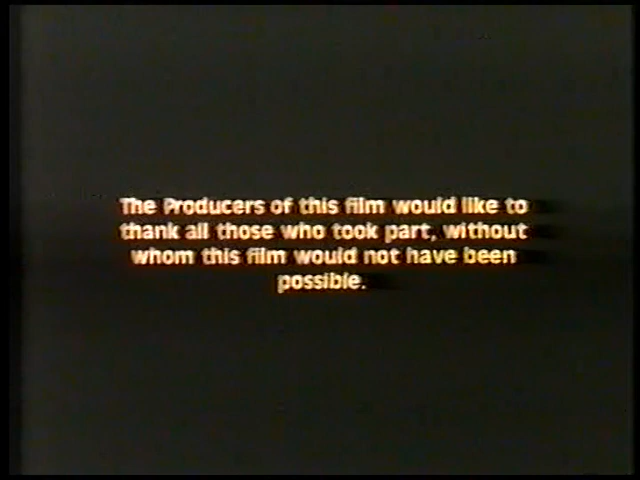 The Producers of this film would like to
thank all those who took part, without
whom this film would not have been
possible.